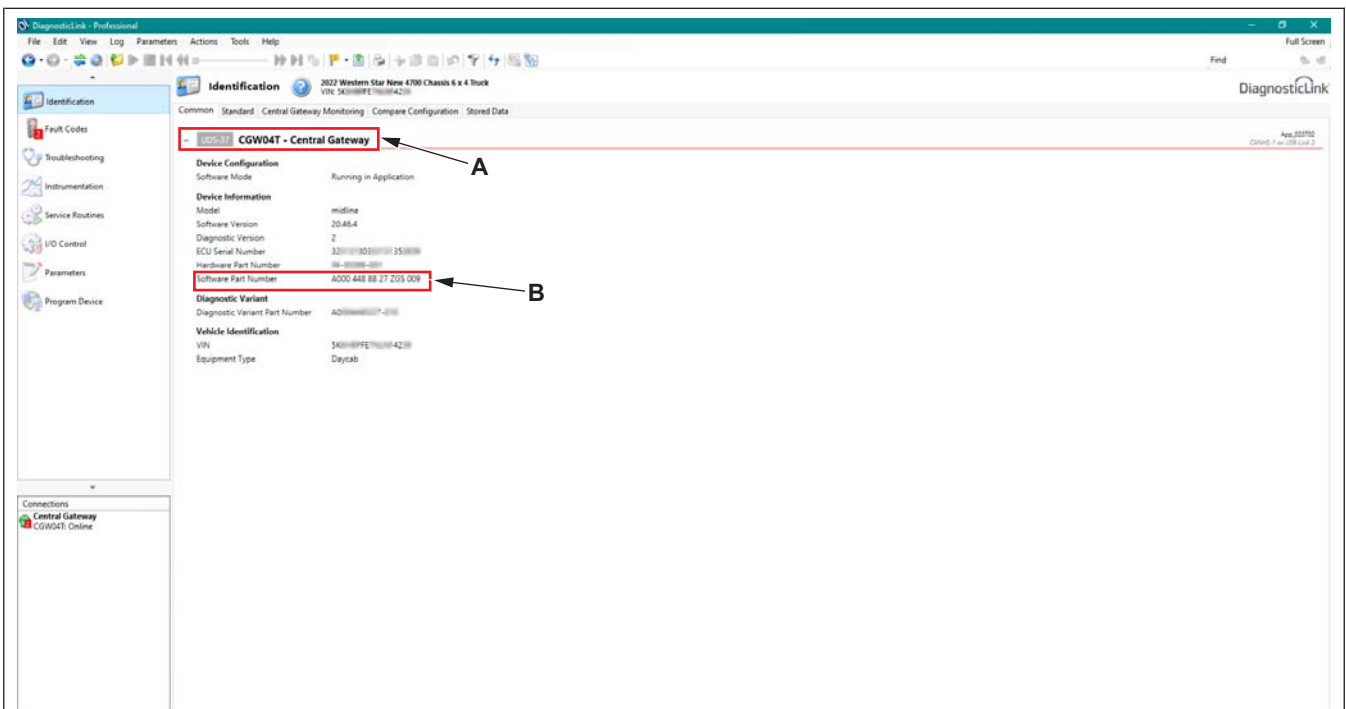 DiagnosticLink - Professional
File Edit View Log Parameters Actions Tools Help
Full Screen
Find
Identification
2022 Western Star New 4700 Chassis 6 x 4 Truck
VIN:
DiagnosticLink
Common Standard Central Gateway Monitoring Compare Configuration Stored Data
Identification
Fault Codes
Troubleshooting
Instrumentation
Service Routines
I/O Control
Parameters
Program Device
UDS-37 CGW04T - Central Gateway
A
Device Configuration
Software Mode Running in Application
Device Information
Model midline
Software Version 20.46.4
Diagnostic Version 2
ECU Serial Number
Hardware Part Number
Software Part Number A000 448 88 27 ZGS 009
B
Diagnostic Variant
Diagnostic Variant Part Number
Vehicle Identification
VIN
Equipment Type Daycab
Connections
Central Gateway
CGW04T: Online